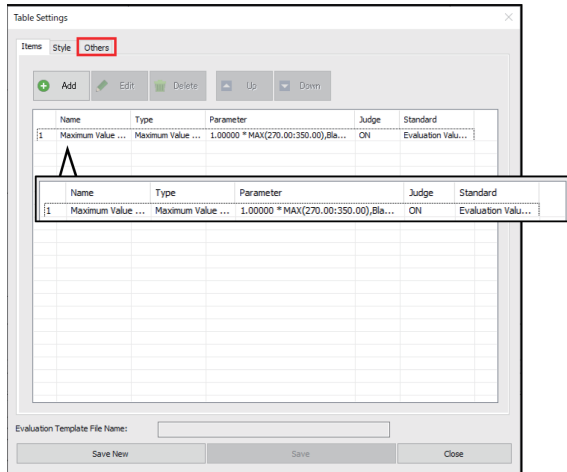 Table Settings
Items Style Others
Add Edit Delete Up Down
Name Type Parameter Judge Standard
1 Maximum Value ... Maximum Value ... 1.00000 * MAX(270.00:350.00),Bla... ON Evaluation Valu...
Name Type Parameter Judge Standard
1 Maximum Value ... Maximum Value ... 1.00000 * MAX(270.00:350.00),Bla... ON Evaluation Valu...
Evaluation Template File Name:
Save New Save Close